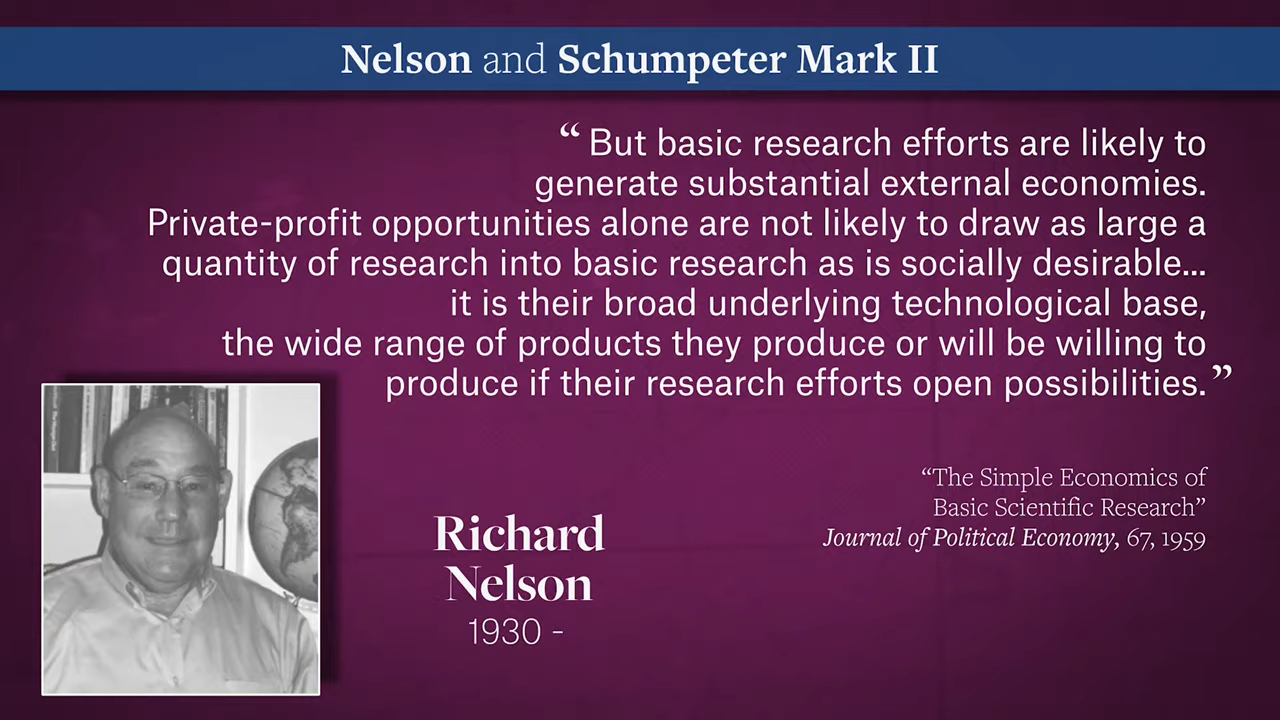 Nelson and Schumpeter Mark II
“ But basic research efforts are likely to
generate substantial external economies.
Private-profit opportunities alone are not likely to draw as large a
quantity of research into basic research as is socially desirable...
it is their broad underlying technological base,
the wide range of products they produce or will be willing to
produce if their research efforts open possibilities. ”
“The Simple Economics of
Basic Scientific Research”
Journal of Political Economy, 67, 1959
Richard
Nelson
1930 -